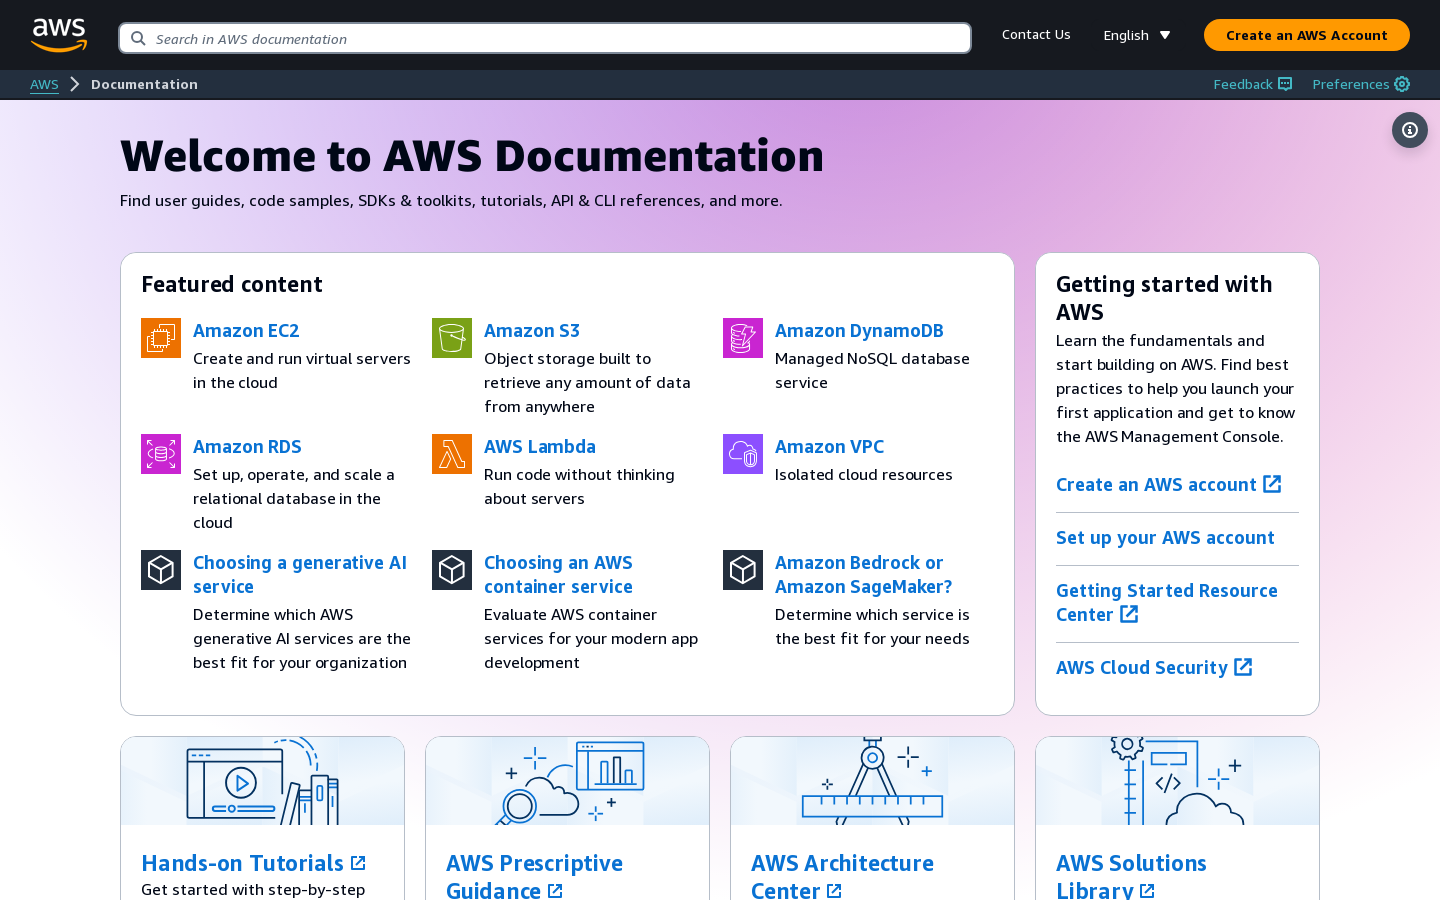 aws
Search in AWS documentation
Contact Us
English
Create an AWS Account
AWS
Documentation
Feedback
Preferences
Welcome to AWS Documentation
Find user guides, code samples, SDKs & toolkits, tutorials, API & CLI references, and more.
Featured content
Amazon EC2
Create and run virtual servers
in the cloud
Amazon S3
Object storage built to
retrieve any amount of data
from anywhere
Amazon DynamoDB
Managed NoSQL database
service
Amazon RDS
Set up, operate, and scale a
relational database in the
cloud
AWS Lambda
Run code without thinking
about servers
Amazon VPC
Isolated cloud resources
Choosing a generative AI
service
Determine which AWS
generative AI services are the
best fit for your organization
Choosing an AWS
container service
Evaluate AWS container
services for your modern app
development
Amazon Bedrock or
Amazon SageMaker?
Determine which service is
the best fit for your needs
Getting started with
AWS
Learn the fundamentals and
start building on AWS. Find best
practices to help you launch your
first application and get to know
the AWS Management Console.
Create an AWS account
Set up your AWS account
Getting Started Resource
Center
AWS Cloud Security
Hands-on Tutorials
Get started with step-by-step
AWS Prescriptive
Guidance
AWS Architecture
Center
AWS Solutions
Library